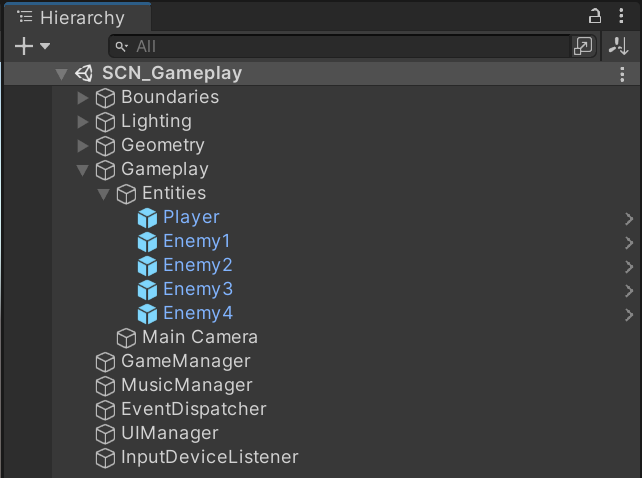 Hierarchy
All
SCN_Gameplay
Boundaries
Lighting
Geometry
Gameplay
Entities
Player
Enemy1
Enemy2
Enemy3
Enemy4
Main Camera
GameManager
MusicManager
EventDispatcher
UIManager
InputDeviceListener